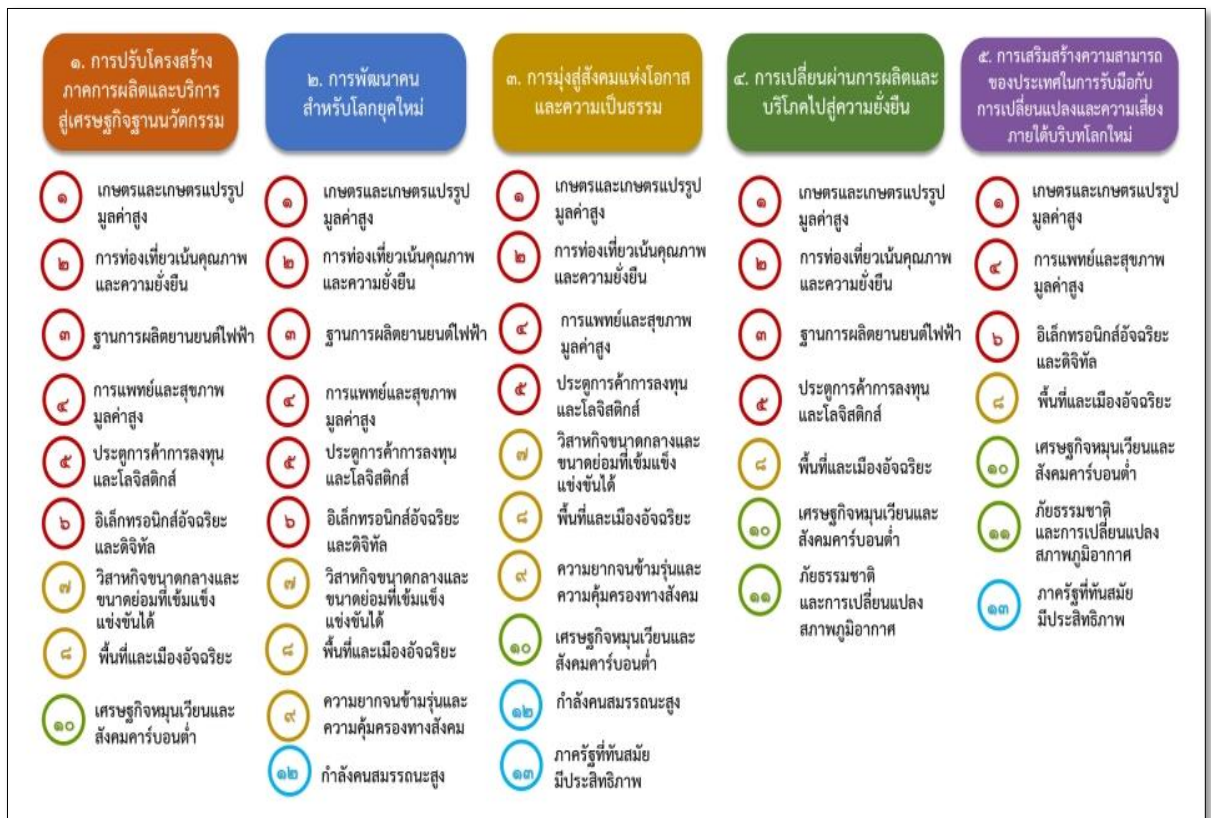 ๑. การปรับโครงสร้าง
ภาคการผลิตและบริการ
สู่เศรษฐกิจฐานนวัตกรรม
๑
เกษตรและเกษตรแปรรูป
มูลค่าสูง
๒
การท่องเที่ยวเน้นคุณภาพ
และความยั่งยืน
๓
ฐานการผลิตยานยนต์ไฟฟ้า
๔
การแพทย์และสุขภาพ
มูลค่าสูง
๕
ประตูการค้าการลงทุน
และโลจิสติกส์
๖
อิเล็กทรอนิกส์อัจฉริยะ
และดิจิทัล
๗
วิสาหกิจขนาดกลางและ
ขนาดย่อมที่เข้มแข็ง
แข่งขันได้
๘
พื้นที่และเมืองอัจฉริยะ
๑๐
เศรษฐกิจหมุนเวียนและ
สังคมคาร์บอนต่ำ
๒. การพัฒนาคน
สำหรับโลกยุคใหม่
๑
เกษตรและเกษตรแปรรูป
มูลค่าสูง
๒
การท่องเที่ยวเน้นคุณภาพ
และความยั่งยืน
๓
ฐานการผลิตยานยนต์ไฟฟ้า
๔
การแพทย์และสุขภาพ
มูลค่าสูง
๕
ประตูการค้าการลงทุน
และโลจิสติกส์
๖
อิเล็กทรอนิกส์อัจฉริยะ
และดิจิทัล
๗
วิสาหกิจขนาดกลางและ
ขนาดย่อมที่เข้มแข็ง
แข่งขันได้
๘
พื้นที่และเมืองอัจฉริยะ
๙
ความยากจนข้ามรุ่นและ
ความคุ้มครองทางสังคม
๑๒
กำลังคนสมรรถนะสูง
๓. การมุ่งสู่สังคมแห่งโอกาส
และความเป็นธรรม
๑
เกษตรและเกษตรแปรรูป
มูลค่าสูง
๒
การท่องเที่ยวเน้นคุณภาพ
และความยั่งยืน
๔
การแพทย์และสุขภาพ
มูลค่าสูง
๕
ประตูการค้าการลงทุน
และโลจิสติกส์
๗
วิสาหกิจขนาดกลางและ
ขนาดย่อมที่เข้มแข็ง
แข่งขันได้
๘
พื้นที่และเมืองอัจฉริยะ
๙
ความยากจนข้ามรุ่นและ
ความคุ้มครองทางสังคม
๑๐
เศรษฐกิจหมุนเวียนและ
สังคมคาร์บอนต่ำ
๑๒
กำลังคนสมรรถนะสูง
๑๓
ภาครัฐที่ทันสมัย
มีประสิทธิภาพ
๔. การเปลี่ยนผ่านการผลิตและ
บริโภคไปสู่ความยั่งยืน
๑
เกษตรและเกษตรแปรรูป
มูลค่าสูง
๒
การท่องเที่ยวเน้นคุณภาพ
และความยั่งยืน
๓
ฐานการผลิตยานยนต์ไฟฟ้า
๕
ประตูการค้าการลงทุน
และโลจิสติกส์
๘
พื้นที่และเมืองอัจฉริยะ
๑๐
เศรษฐกิจหมุนเวียนและ
สังคมคาร์บอนต่ำ
๑๑
ภัยธรรมชาติ
และการเปลี่ยนแปลง
สภาพภูมิอากาศ
๕. การเสริมสร้างความสามารถ
ของประเทศในการรับมือกับ
การเปลี่ยนแปลงและความเสี่ยง
ภายใต้บริบทโลกใหม่
๑
เกษตรและเกษตรแปรรูป
มูลค่าสูง
๔
การแพทย์และสุขภาพ
มูลค่าสูง
๖
อิเล็กทรอนิกส์อัจฉริยะ
และดิจิทัล
๘
พื้นที่และเมืองอัจฉริยะ
๑๐
เศรษฐกิจหมุนเวียนและ
สังคมคาร์บอนต่ำ
๑๑
ภัยธรรมชาติ
และการเปลี่ยนแปลง
สภาพภูมิอากาศ
๑๓
ภาครัฐที่ทันสมัย
มีประสิทธิภาพ